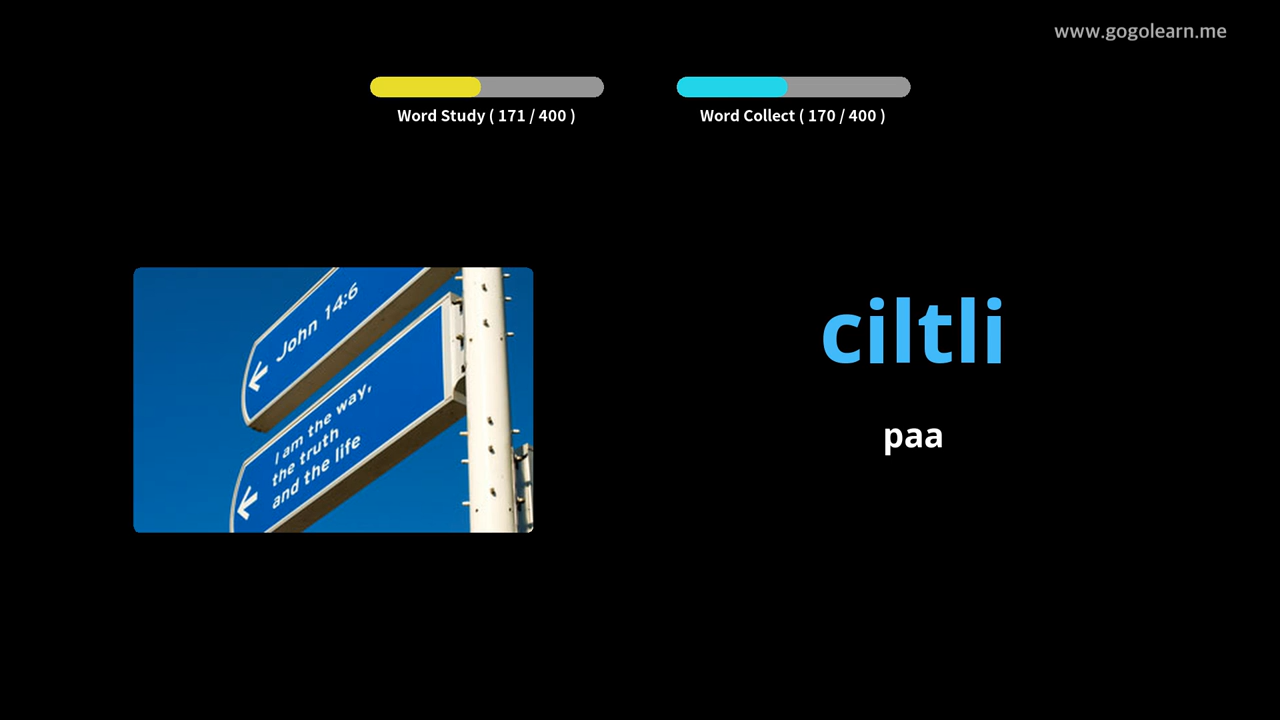 www.gogolearn.me
Word Study ( 171 / 400 )
Word Collect ( 170 / 400 )
John 14:6
I am the way,
the truth
and the life
ciltli
paa